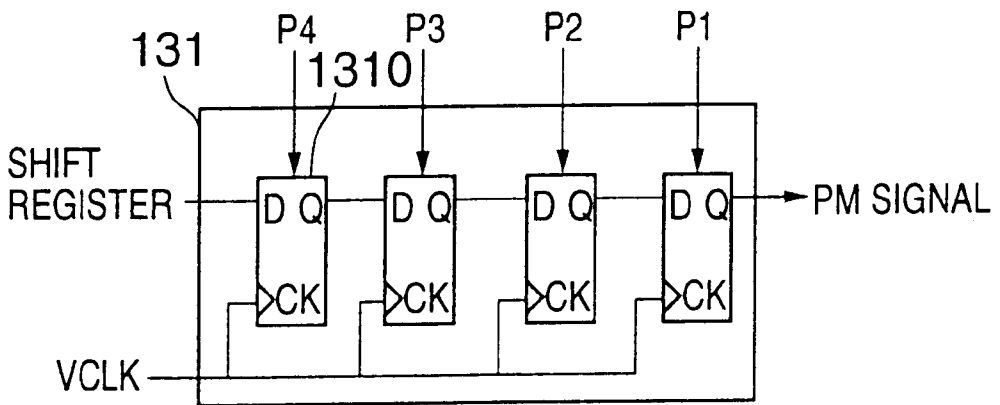 131
P4
P3
P2
P1
1310
SHIFT
REGISTER
D Q
D Q
D Q
D Q
PM SIGNAL
CK
CK
CK
CK
VCLK